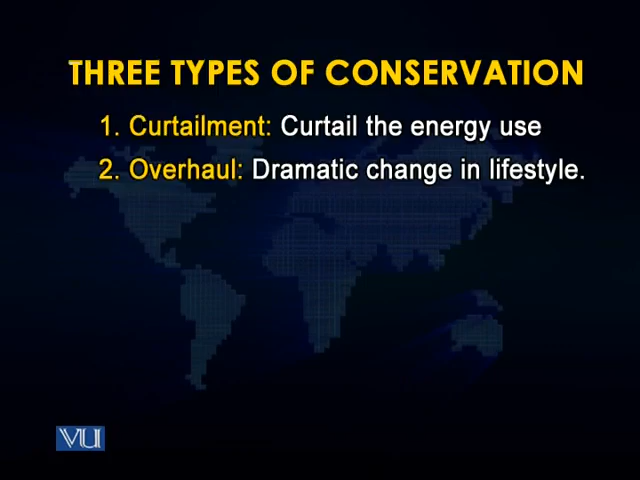 THREE TYPES OF CONSERVATION
1. Curtailment: Curtail the energy use
2. Overhaul: Dramatic change in lifestyle.
VU